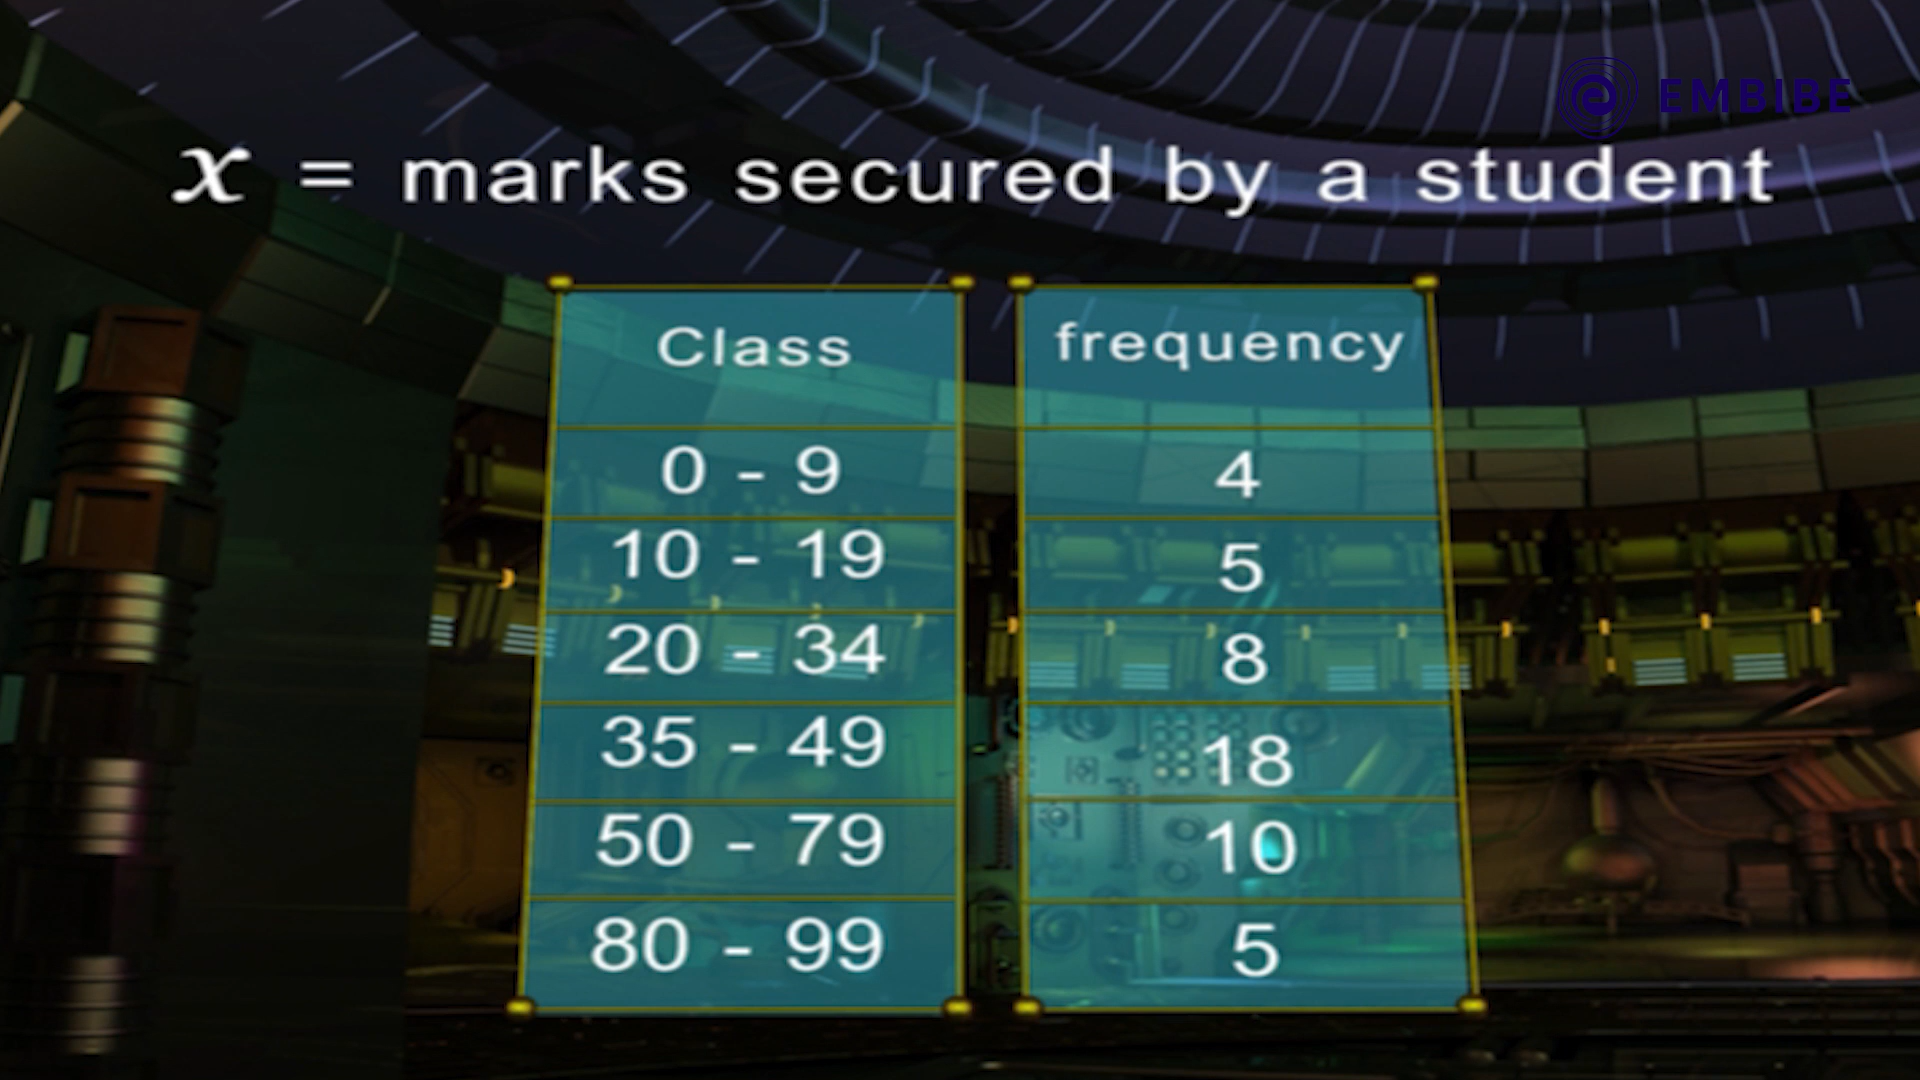 EMBIBE
x = marks secured by a student
Class frequency
0 - 9 4
10 - 19 5
20 - 34 8
35 - 49 18
50 - 79 10
80 - 99 5